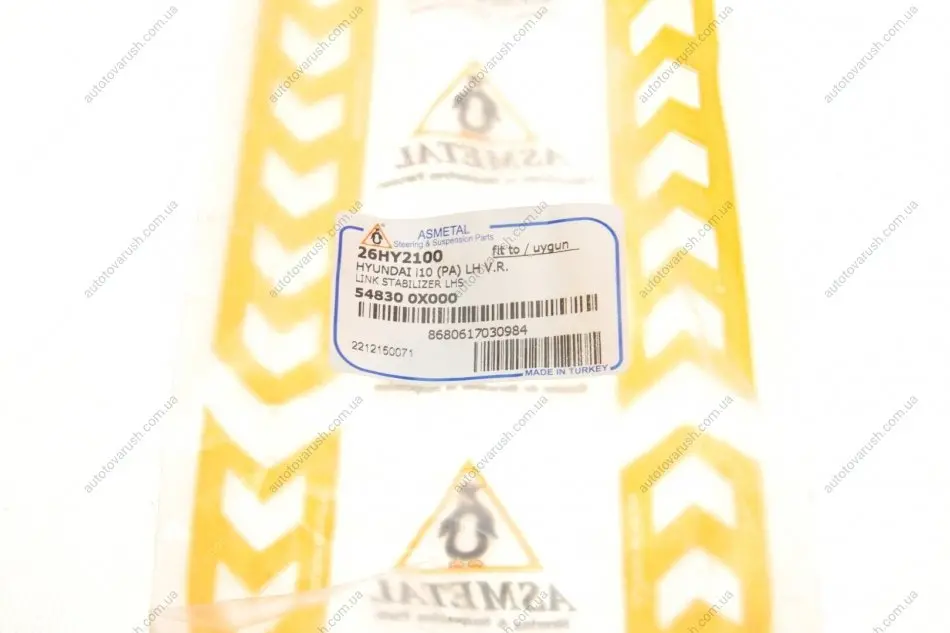 ASMETAL
Steering & Suspension Parts
26HY2100 fit to / uygun
HYUNDAI i10 (PA) LH V.R.
LINK STABILIZER LHS
54830 0X000
8680617030984
2212150071
MADE IN TURKEY
ASMETAL
ASMETAL
autotovarush.com.ua